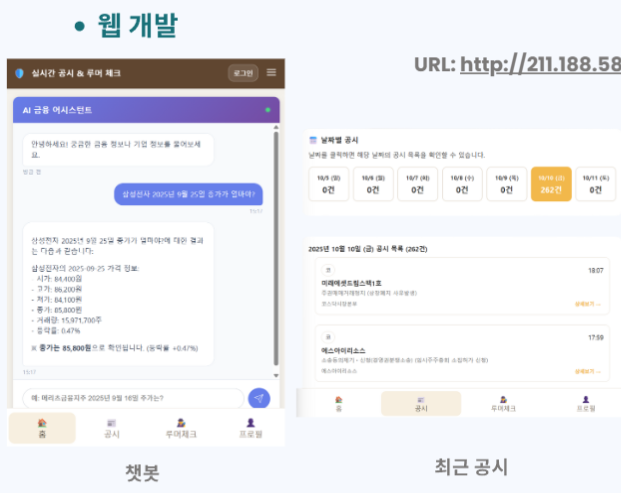 • 웹 개발
URL: http://211.188.58
실시간 공시 & 루머 체크
로그인
AI 금융 어시스턴트
안녕하세요! 궁금한 금융 정보나 기업 정보를 물어보세요.
방금 전
삼성전자 2025년 9월 25일 종가가 얼마야?
15:17
삼성전자 2025년 9월 25일 종가가 얼마야?에 대한 결과는 다음과 같습니다:
삼성전자의 2025-09-25 가격 정보:
- 시가: 84,400원
- 고가: 86,200원
- 저가: 84,100원
- 종가: 85,800원
- 거래량: 15,971,700주
- 등락률: 0.47%
※ 종가는 85,800원으로 확인됩니다. (등락률 +0.47%)
15:17
예: 메리츠금융지주 2025년 9월 16일 주가는?
홈
공시
루머체크
프로필
챗봇
날짜별 공시
날짜를 클릭하면 해당 날짜의 공시 목록을 확인할 수 있습니다.
10/5 (일)
0건
10/6 (월)
0건
10/7 (화)
0건
10/8 (수)
0건
10/9 (목)
0건
10/10 (금)
262건
10/11 (토)
0건
2025년 10월 10일 (금) 공시 목록 (262건)
18:07
미래에셋드림스팩1호
주권매매거래정지 (상장폐지 사유발생)
코스닥시장본부
상세보기 →
17:59
에스아이리소스
소송등의제기ㆍ신청(경영권분쟁소송) (임시주주총회 소집허가 신청)
에스아이리소스
상세보기 →
홈
공시
루머체크
프로필
최근 공시